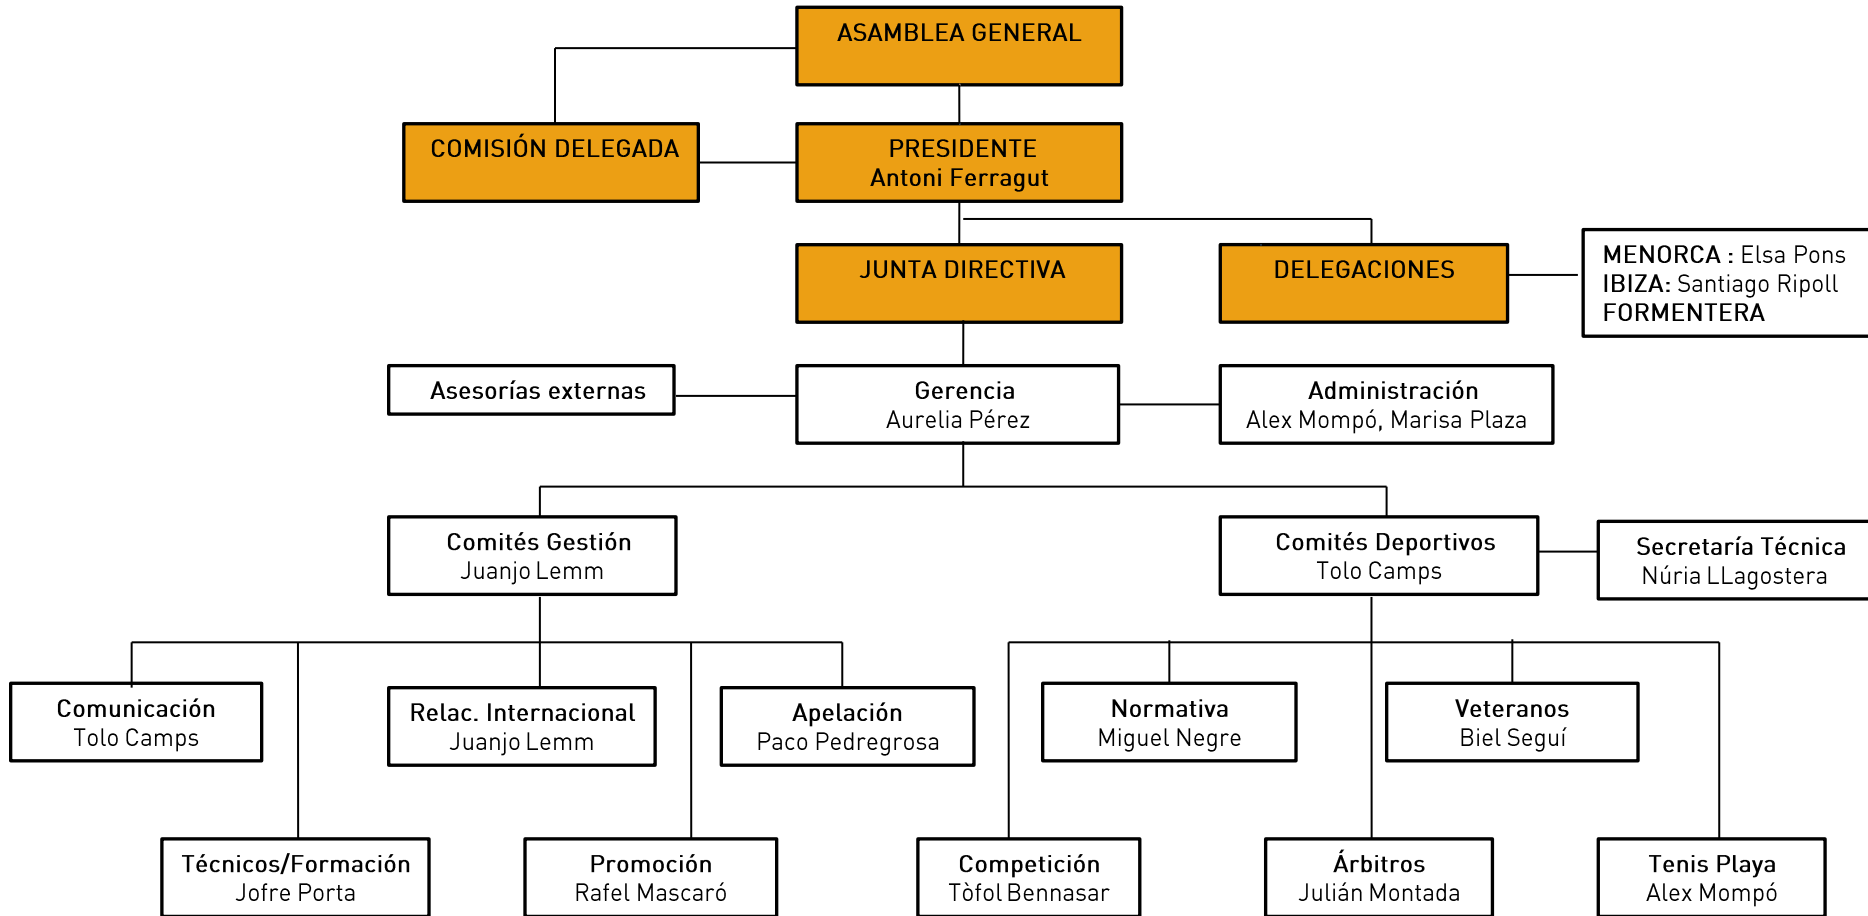 ASAMBLEA GENERAL
COMISIÓN DELEGADA
PRESIDENTE
Antoni Ferragut
JUNTA DIRECTIVA
DELEGACIONES
MENORCA : Elsa Pons
IBIZA: Santiago Ripoll
FORMENTERA
Asesorías externas
Gerencia
Aurelia Pérez
Administración
Alex Mompó, Marisa Plaza
Comités Gestión
Juanjo Lemm
Comités Deportivos
Tolo Camps
Secretaría Técnica
Núria LLagostera
Comunicación
Tolo Camps
Relac. Internacional
Juanjo Lemm
Apelación
Paco Pedregrosa
Normativa
Miguel Negre
Veteranos
Biel Seguí
Técnicos/Formación
Jofre Porta
Promoción
Rafel Mascaró
Competición
Tòfol Bennasar
Árbitros
Julián Montada
Tenis Playa
Alex Mompó